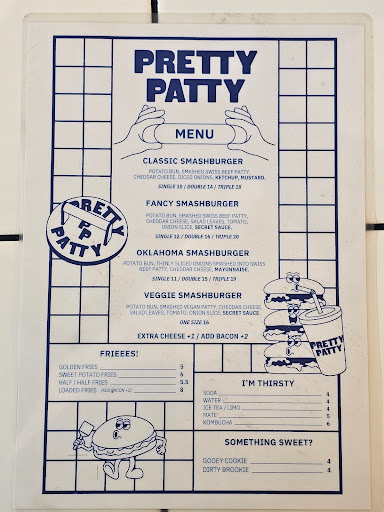 PRETTY
PATTY
MENU
CLASSIC SMASHBURGER
POTATO BUN, SMASHED SWISS BEEF PATTY,
CHEDDAR CHEESE, DICED ONIONS, KETCHUP, MUSTARD.
SINGLE 10 / DOUBLE 14 / TRIPLE 18
FANCY SMASHBURGER
POTATO BUN, SMASHED SWISS BEEF PATTY,
CHEDDAR CHEESE, SALAD LEAVES, TOMATO,
ONION SLICE, SECRET SAUCE.
SINGLE 12 / DOUBLE 16 / TRIPLE 20
OKLAHOMA SMASHBURGER
POTATO BUN, THINLY SLICED ONIONS SMASHED INTO SWISS
BEEF PATTY, CHEDDAR CHEESE, MAYONNAISE.
SINGLE 11 / DOUBLE 15 / TRIPLE 19
VEGGIE SMASHBURGER
POTATO BUN, SMASHED VEGAN PATTY, CHEDDAR CHEESE,
SALAD LEAVES, TOMATO, ONION SLICE, SECRET SAUCE
ONE SIZE 16
EXTRA CHEESE +1 / ADD BACON +2
PRETTY
PP
PATTY
PRETTY
PATTY
FRIEEES!
GOLDEN FRIES 5
SWEET POTATO FRIES 6
HALF / HALF FRIES 5.5
LOADED FRIES (ADD BACON +2) 8
I'M THIRSTY
SODA 4
WATER 4
ICE TEA / LIMO 4
MATE 5
KOMBUCHA 6
SOMETHING SWEET?
GOOEY COOKIE 4
DIRTY BROOKIE 4